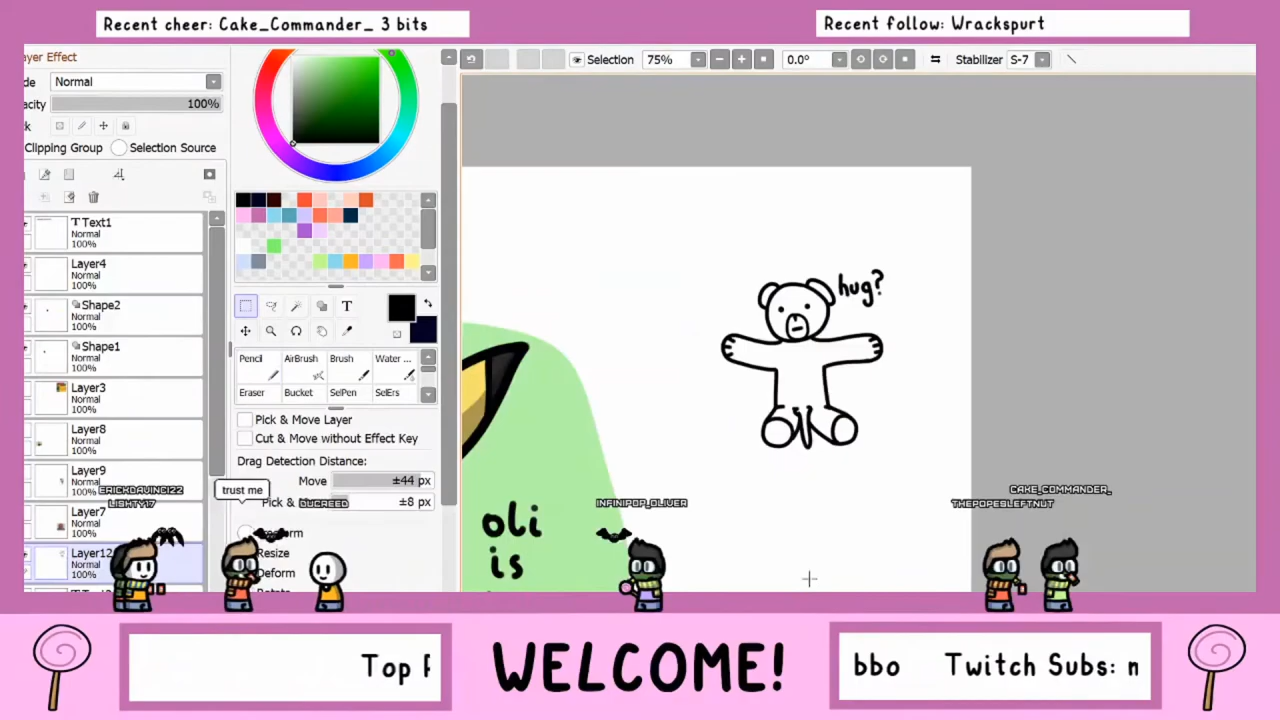 Recent cheer: Cake_Commander_ 3 bits
Recent follow: Wrackspurt
ayer Effect
de Normal
acity 100%
Clipping Group Selection Source
Selection 75% 0.0° Stabilizer S-7
Text1
Normal
100%
Layer4
Normal
100%
Shape2
Normal
100%
Shape1
Normal
100%
Layer3
Normal
100%
Layer8
Normal
100%
Layer9
Normal
100%
Layer7
Normal
100%
Layer12
Normal
100%
T
Pencil AirBrush Brush Water ...
Eraser Bucket SelPen SelErs
Pick & Move Layer
Cut & Move without Effect Key
Drag Detection Distance:
Move ±44 px
Pick & ±8 px
Resize
Deform
hug?
oli
is
trust me
ERICKDAVINCI22
LIGHTY17
INFINIPOP_OLIVER
THEPOPESLEFTNUT
CAKE_COMMANDER_
Top
WELCOME!
bbo Twitch Subs: